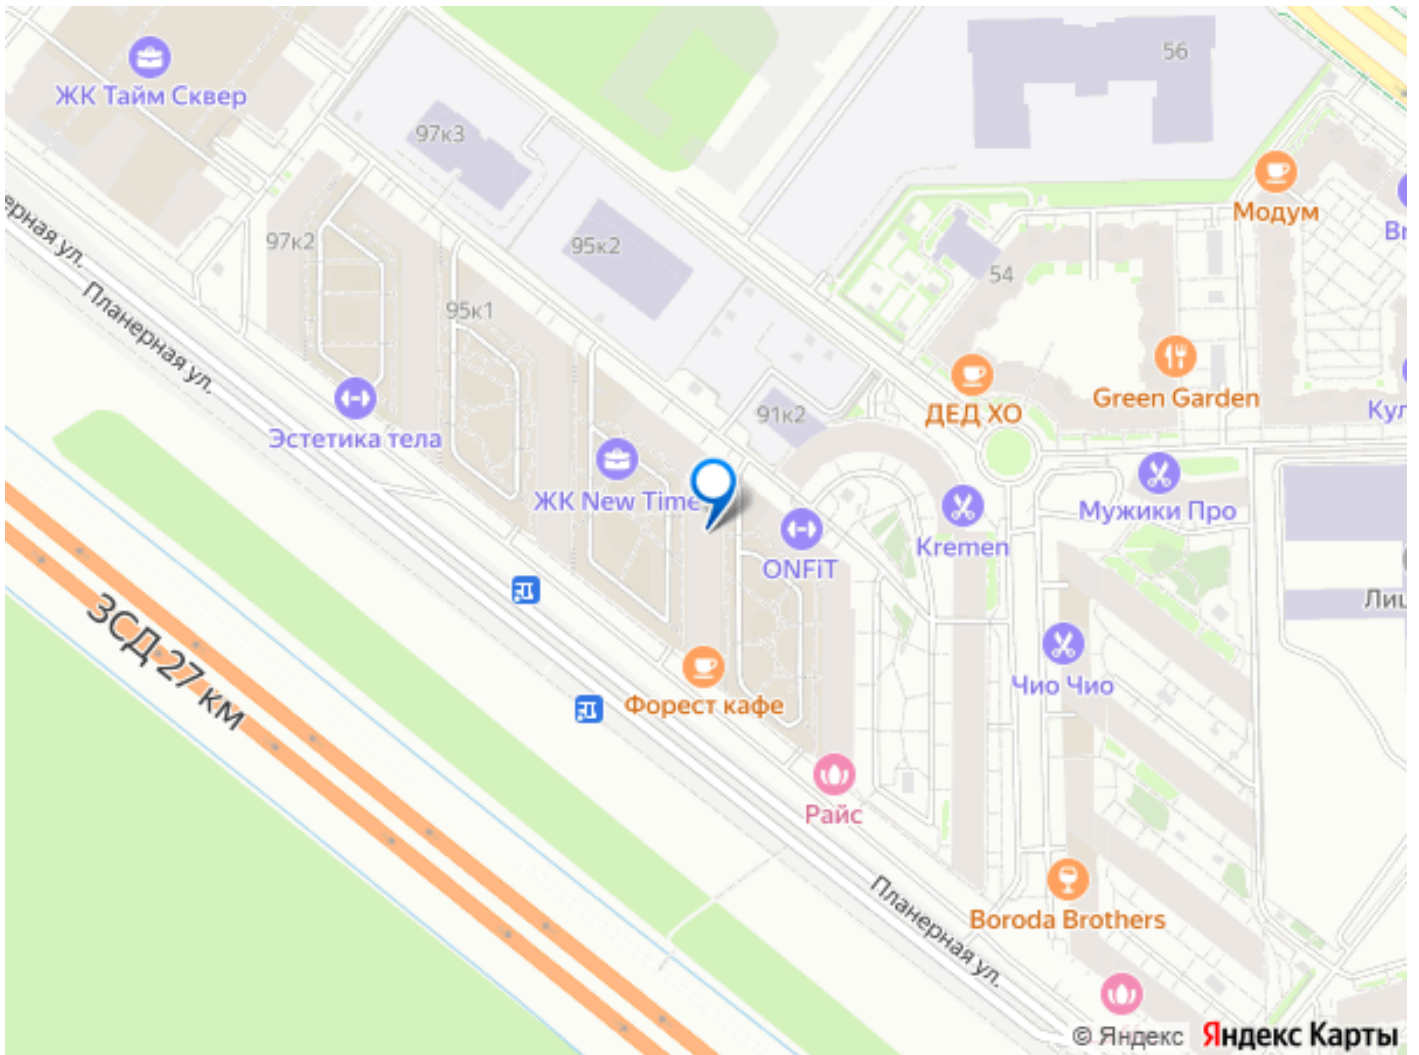 56
ЖК Тайм Сквер
97к3
Модум
ул.
97к2
95к2
54
Планерная ул.
95к1
Green Garden
ДЕД ХО
91к2
Эстетика тела
ЖК New Time
Мужики Про
Kremen
ONFiT
ЗСД 27 км
Чио Чио
Форест кафе
Райс
Планерная ул.
Boroda Brothers
© Яндекс Яндекс Карты